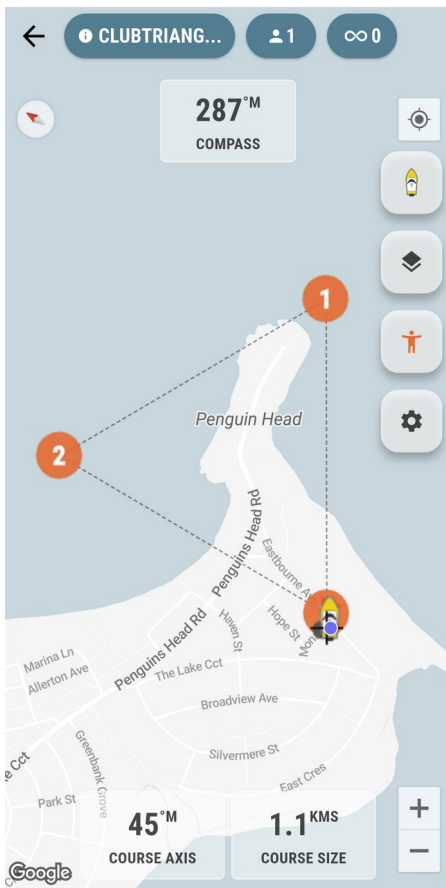 CLUBTRIANG...
1
0
287°M
COMPASS
1
Penguin Head
2
Penguins Head Rd
Eastbourne A
Hope St
Mon
Haven St
Penguins Head Rd
The Lake Cct
Marina Ln
Allerton Ave
Broadview Ave
Silvermere St
East Cres
Greenbank Grove
e Cct
Park St
45°M
COURSE AXIS
1.1KMS
COURSE SIZE
+
−
Google